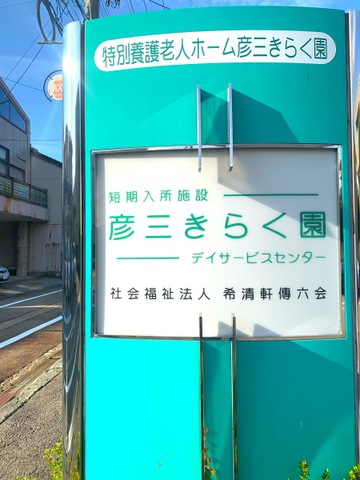 特別養護老人ホーム彦三きらく園
短期入所施設
彦三きらく園
デイサービスセンター
社会福祉法人 希清軒傳六会